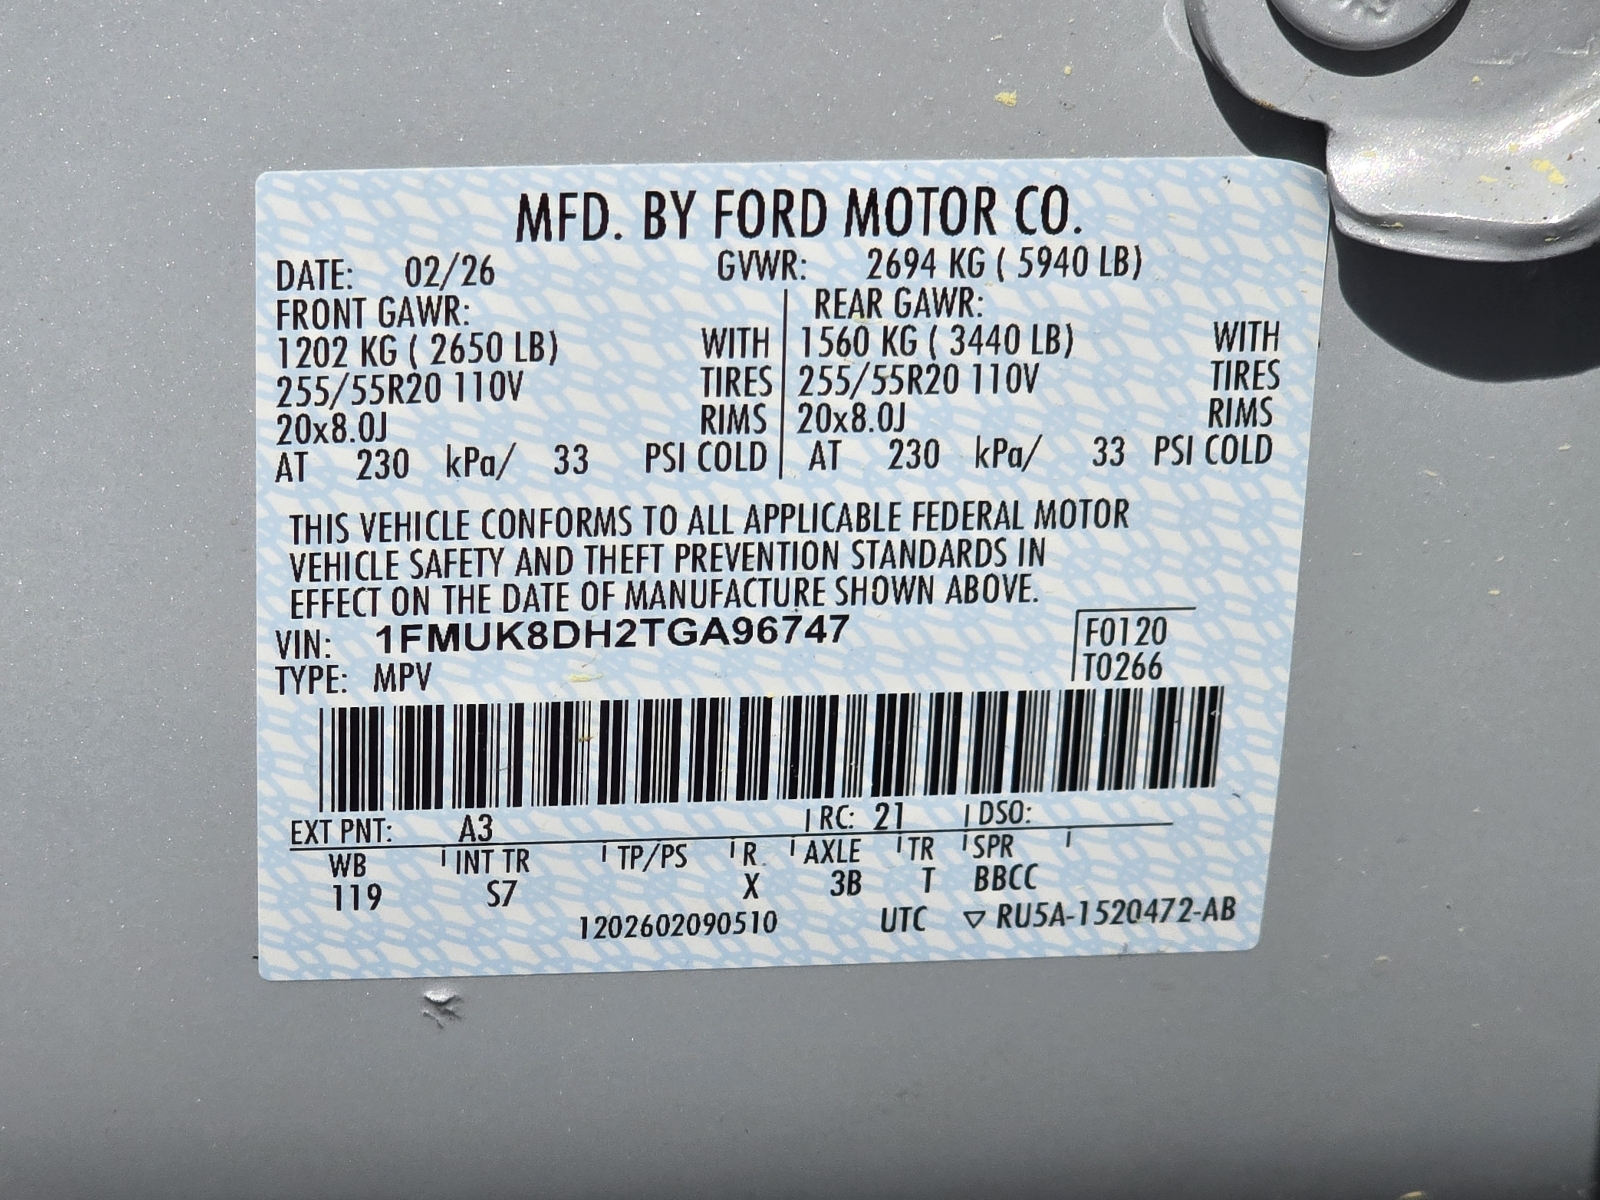 MFD. BY FORD MOTOR CO.
DATE: 02/26 GVWR: 2694 KG ( 5940 LB)
FRONT GAWR: REAR GAWR:
1202 KG ( 2650 LB) WITH 1560 KG ( 3440 LB) WITH
255/55R20 110V TIRES 255/55R20 110V TIRES
20x8.0J RIMS 20x8.0J RIMS
AT 230 kPa/ 33 PSI COLD AT 230 kPa/ 33 PSI COLD
THIS VEHICLE CONFORMS TO ALL APPLICABLE FEDERAL MOTOR
VEHICLE SAFETY AND THEFT PREVENTION STANDARDS IN
EFFECT ON THE DATE OF MANUFACTURE SHOWN ABOVE.
VIN: 1FMUK8DH2TGA96747 F0120
TYPE: MPV T0266
EXT PNT: A3 RC: 21 DSO:
WB INT TR TP/PS R AXLE TR SPR
119 S7 X 3B T BBCC
1202602090510 UTC ▽ RU5A-1520472-AB